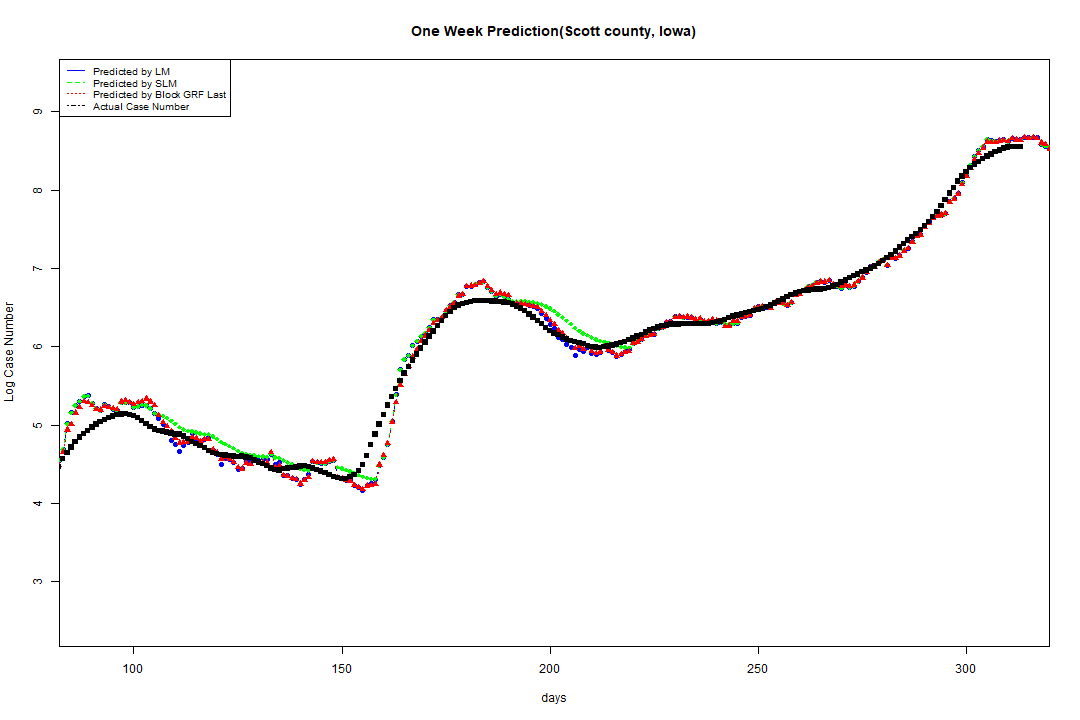 One Week Prediction(Scott county, Iowa)
Predicted by LM
Predicted by SLM
Predicted by Block GRF Last
Actual Case Number
9
8
7
6
5
4
3
Log Case Number
100 150 200 250 300
days